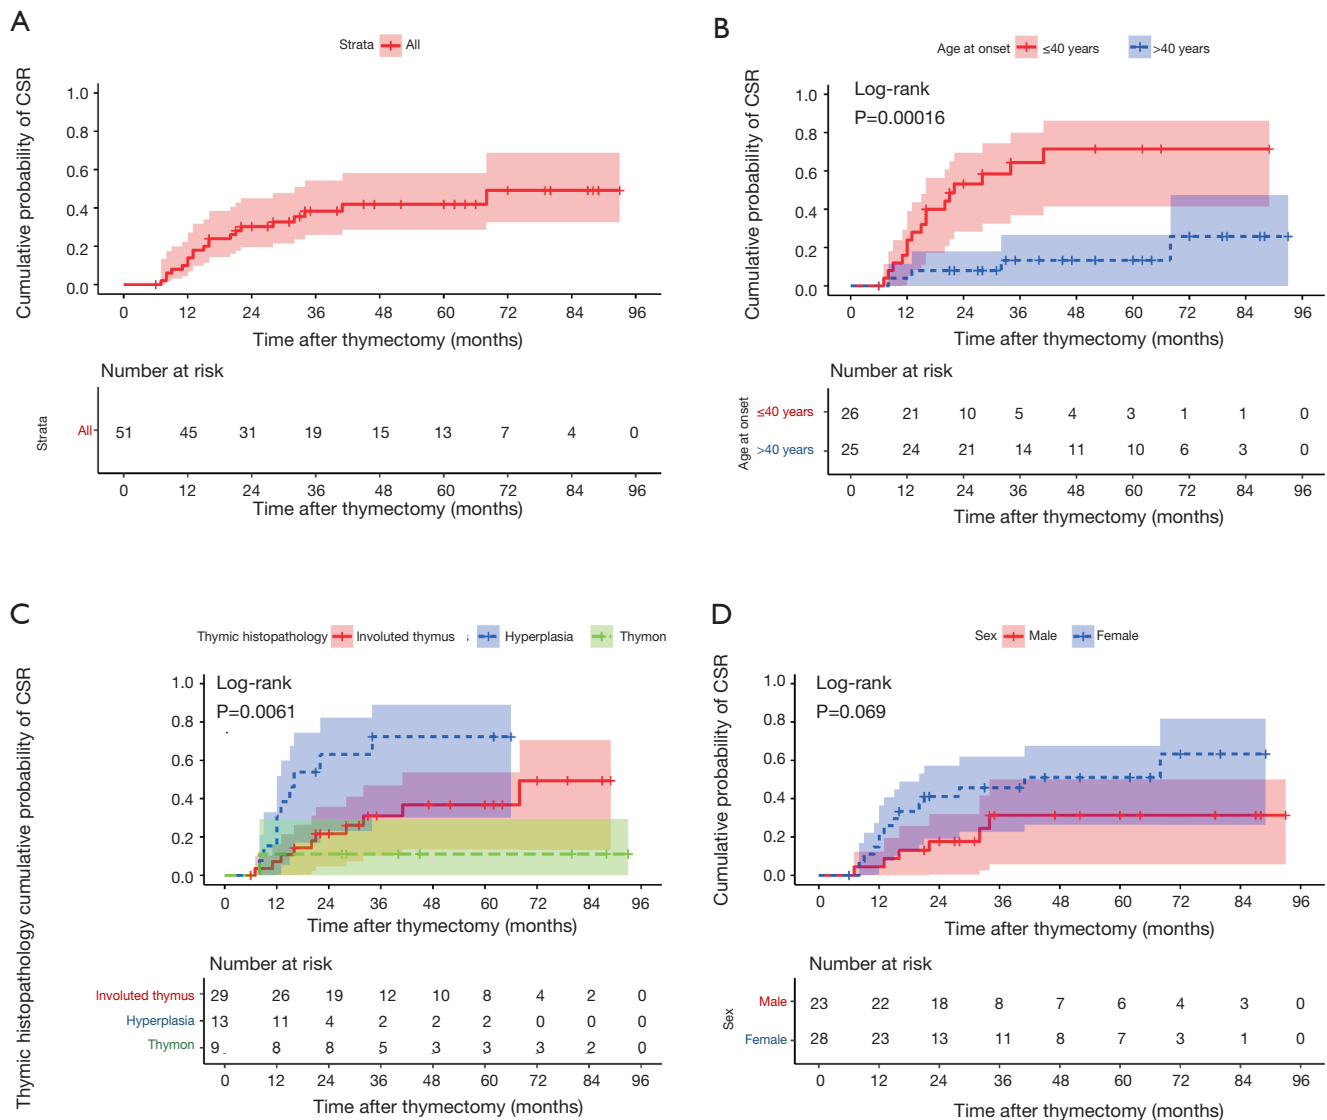 A
Strata All
Cumulative probability of CSR
1.0
0.8
0.6
0.4
0.2
0.0
0 12 24 36 48 60 72 84 96
Time after thymectomy (months)
Number at risk
Strata
All 51 45 31 19 15 13 7 4 0
0 12 24 36 48 60 72 84 96
Time after thymectomy (months)
B
Age at onset ≤40 years >40 years
Cumulative probability of CSR
Log-rank
P=0.00016
1.0
0.8
0.6
0.4
0.2
0.0
0 12 24 36 48 60 72 84 96
Time after thymectomy (months)
Number at risk
Age at onset
≤40 years 26 21 10 5 4 3 1 1 0
>40 years 25 24 21 14 11 10 6 3 0
0 12 24 36 48 60 72 84 96
Time after thymectomy (months)
C
Thymic histopathology Involuted thymus : Hyperplasia Thymon
Thymic histopathology cumulative probability of CSR
Log-rank
P=0.0061
1.0
0.8
0.6
0.4
0.2
0.0
0 12 24 36 48 60 72 84 96
Time after thymectomy (months)
Number at risk
Involuted thymus 29 26 19 12 10 8 4 2 0
Hyperplasia 13 11 4 2 2 2 0 0 0
Thymon 9 8 8 5 3 3 3 2 0
0 12 24 36 48 60 72 84 96
Time after thymectomy (months)
D
Sex Male Female
Cumulative probability of CSR
Log-rank
P=0.069
1.0
0.8
0.6
0.4
0.2
0.0
0 12 24 36 48 60 72 84 96
Time after thymectomy (months)
Number at risk
Sex
Male 23 22 18 8 7 6 4 3 0
Female 28 23 13 11 8 7 3 1 0
0 12 24 36 48 60 72 84 96
Time after thymectomy (months)